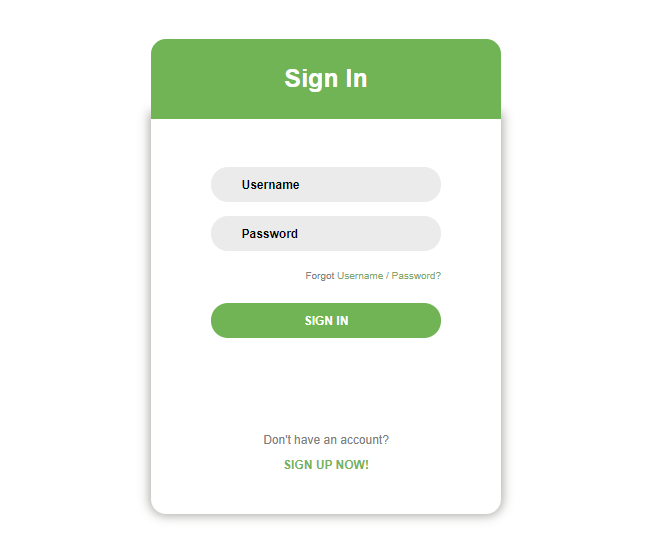 Sign In
Username
Password
Forgot Username / Password?
SIGN IN
Don't have an account?
SIGN UP NOW!